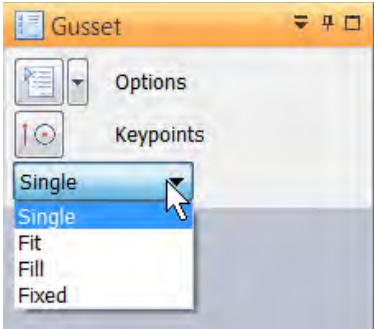 Gusset
Options
Keypoints
Single
Single
Fit
Fill
Fixed